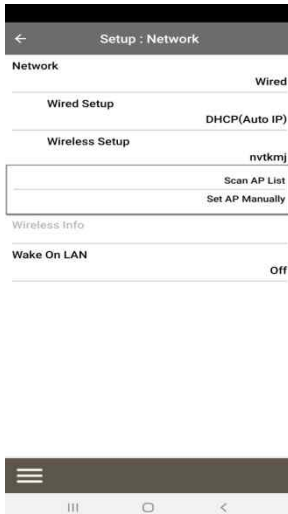 Setup : Network
Network
Wired
Wired Setup
DHCP(Auto IP)
Wireless Setup
nvtkmj
Scan AP List
Set AP Manually
Wireless Info
Wake On LAN
Off